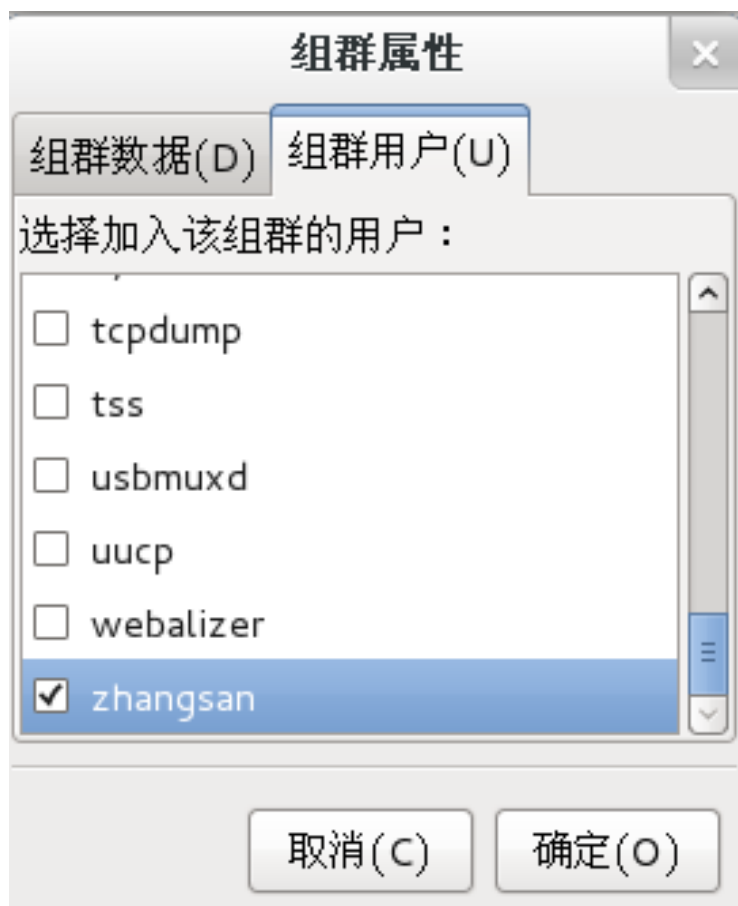 组群属性
组群数据(D) 组群用户(U)
选择加入该组群的用户：
tcpdump
tss
usbmuxd
uucp
webalizer
zhangsan
取消(C) 确定(O)